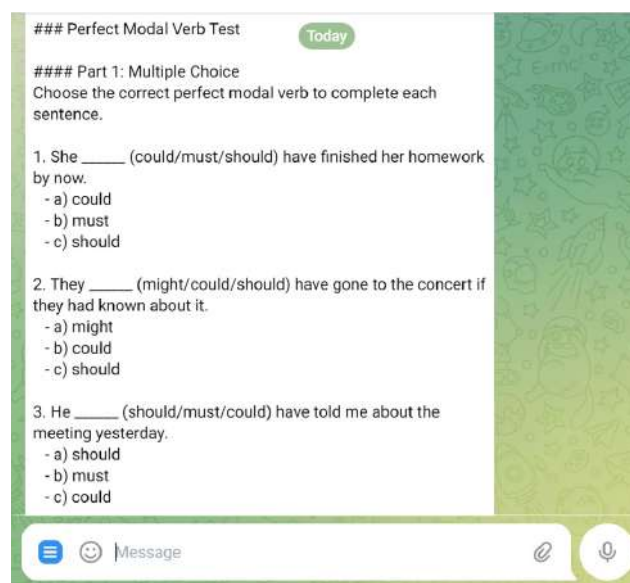 ### Perfect Modal Verb Test
Today
#### Part 1: Multiple Choice
Choose the correct perfect modal verb to complete each
sentence.
1. She ______ (could/must/should) have finished her homework
by now.
- a) could
- b) must
- c) should
2. They ______ (might/could/should) have gone to the concert if
they had known about it.
- a) might
- b) could
- c) should
3. He ______ (should/must/could) have told me about the
meeting yesterday.
- a) should
- b) must
- c) could
Message